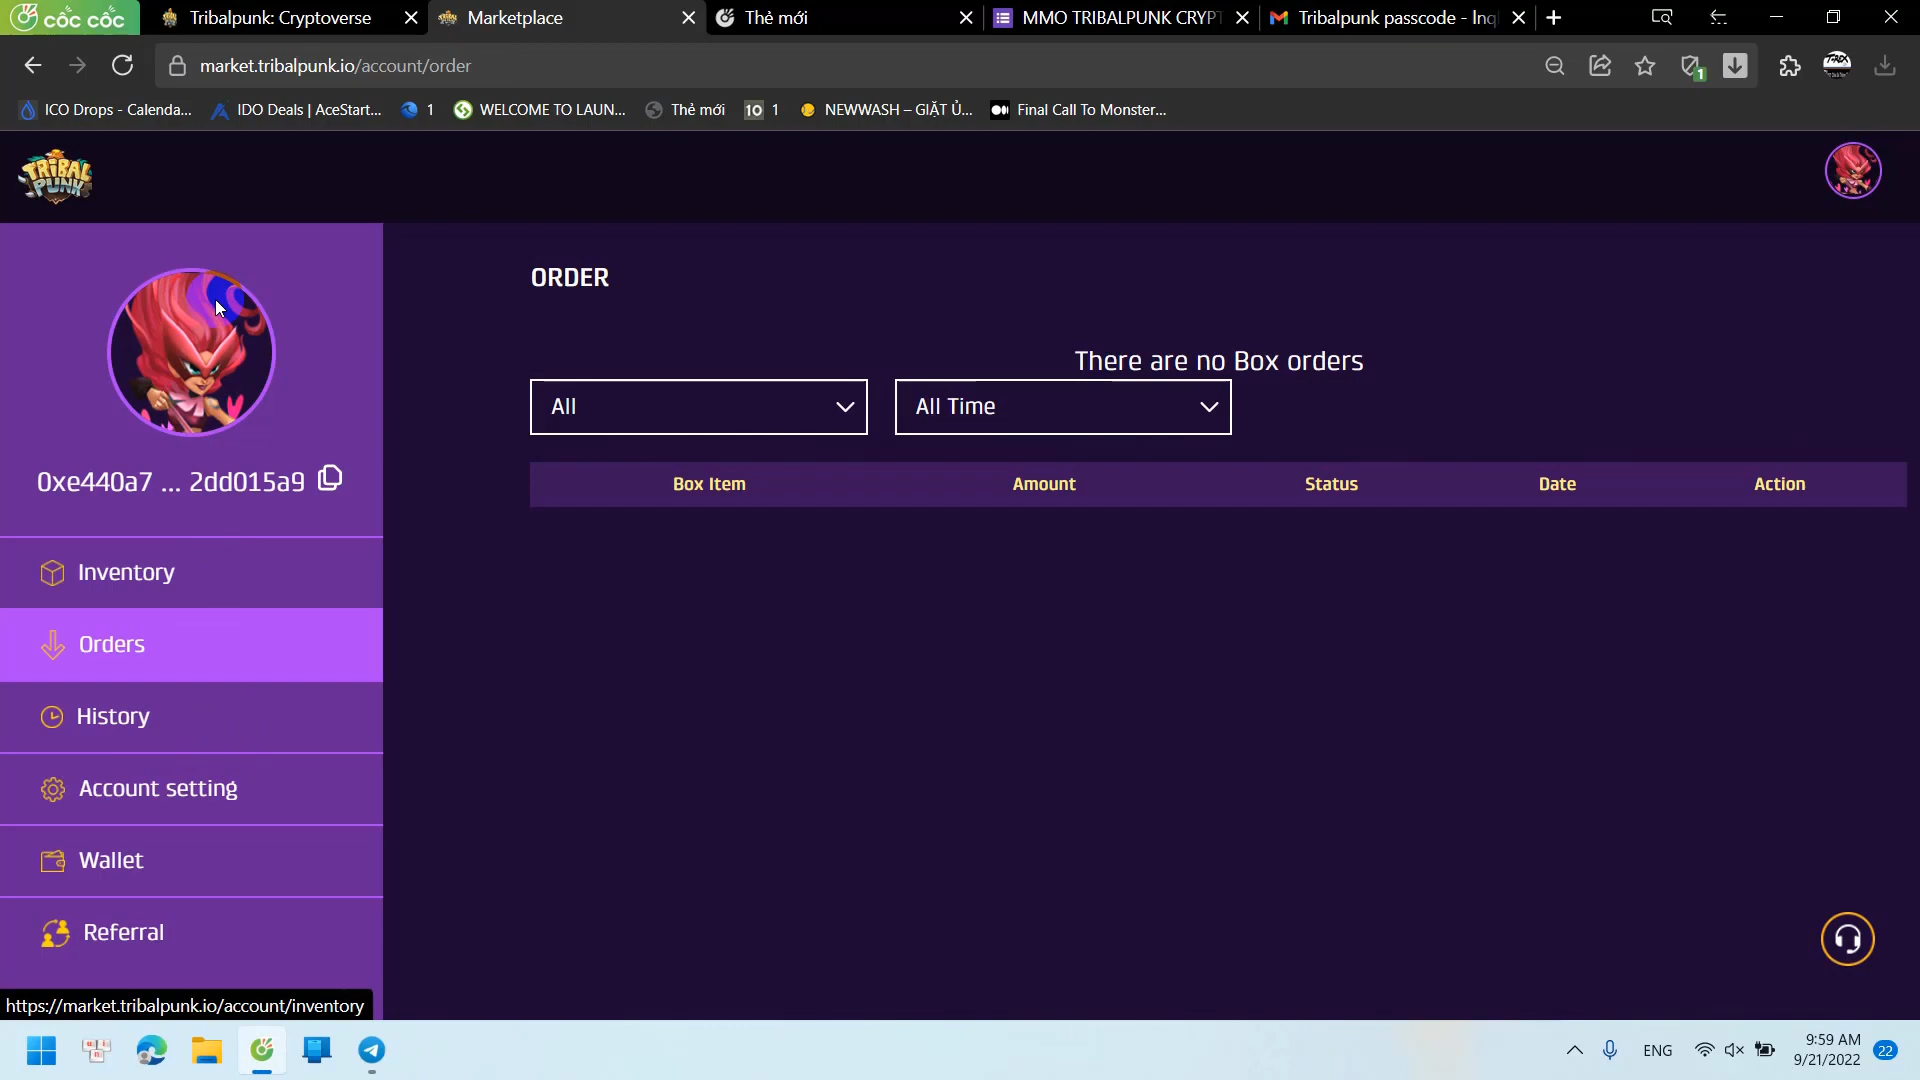 cốc cốc
Tribalpunk: Cryptoverse
Marketplace
Thẻ mới
MMO TRIBALPUNK CRYPT
Tribalpunk passcode - Inq
market.tribalpunk.io/account/order
1
ICO Drops - Calenda...
IDO Deals | AceStart...
1
WELCOME TO LAUN...
Thẻ mới
10 1
NEWWASH – GIẶT Ủ...
Final Call To Monster...
TRIBAL
PUNK
ORDER
There are no Box orders
All
All Time
0xe440a7 ... 2dd015a9
Box Item Amount Status Date Action
Inventory
Orders
History
Account setting
Wallet
Referral
https://market.tribalpunk.io/account/inventory
ENG
9:59 AM
9/21/2022
22